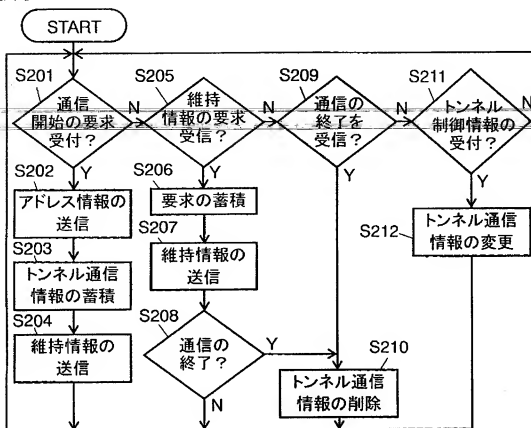 START
S201
通信
開始の要求
受付?
N
Y
S205
維持
情報の要求
受信?
N
Y
S209
通信の
終了を
受信?
N
Y
S211
トンネル
制御情報の
受付?
N
Y
S202
アドレス情報の
送信
S203
トンネル通信
情報の蓄積
S204
維持情報の
送信
S206
要求の蓄積
S207
維持情報の
送信
S208
通信の
終了?
Y
N
S212
トンネル通信
情報の変更
S210
トンネル通信
情報の削除